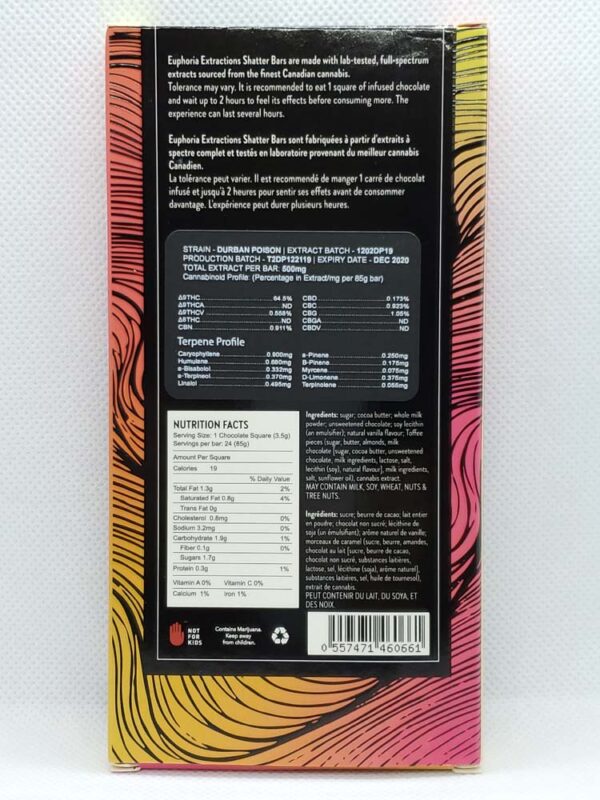 Euphoria Extractions Shatter Bars are made with lab-tested, full-spectrum
extracts sourced from the finest Canadian cannabis.
Tolerance may vary. It is recommended to eat 1 square of infused chocolate
and wait up to 2 hours to feel its effects before consuming more. The
experience can last several hours.
Euphoria Extractions Shatter Bars sont fabriquées à partir d'extraits à
spectre complet et testés en laboratoire provenant du meilleur cannabis
Canadien.
La tolérance peut varier. Il est recommendé de manger 1 carré de chocolat
infusé et jusqu'à 2 heures pour sentir ses effets avant de consommer
davantage. L'expérience peut durer plusieurs heures.
STRAIN - DURBAN POISON | EXTRACT BATCH - 1202DP19
PRODUCTION BATCH - T2DP122119 | EXPIRY DATE - DEC 2020
TOTAL EXTRACT PER BAR: 500mg
Cannabinoid Profile: (Percentage in Extract/mg per 85g bar)
Δ9THC 84.5% CBD 0.173%
Δ9THCA ND CBC 0.923%
Δ9THCV 0.558% CBG 1.05%
Δ8THC ND CBGA ND
CBN 0.911% CBDV ND
Terpene Profile
Caryophyllene 0.900mg a-Pinene 0.250mg
Humulane 0.880mg B-Pinene 0.175mg
a-Bisabolol 0.332mg Myrcene 0.075mg
a-Terpineol 0.370mg D-Limonene 0.375mg
Linalol 0.495mg Terpinolene 0.055mg
NUTRITION FACTS
Serving Size: 1 Chocolate Square (3.5g)
Servings per bar: 24 (85g)
Amount Per Square
Calories 19
% Daily Value
Total Fat 1.3g 2%
Saturated Fat 0.8g 4%
Trans Fat 0g
Cholesterol 0.8mg 0%
Sodium 3.2mg 0%
Carbohydrate 1.9g 1%
Fiber 0.1g 0%
Sugars 1.7g
Protein 0.3g 1%
Vitamin A 0% Vitamin C 0%
Calcium 1% Iron 1%
Ingredients: sugar; cocoa butter; whole milk
powder; unsweetened chocolate; soy lecithin
(an emulsifier); natural vanilla flavour; Toffee
pieces (sugar, butter, almonds, milk
chocolate [sugar, cocoa butter, unsweetened
chocolate, milk ingredients, lactose, salt,
lecithin (soy), natural flavour], milk ingredients,
salt, sunflower oil), cannabis extract.
MAY CONTAIN MILK, SOY, WHEAT, NUTS &
TREE NUTS.
Ingrédients: sucre; beurre de cacao; lait entier
en poudre; chocolat non sucré; lécithine de
soja (un émulsifiant); arôme naturel de vanille;
morceaux de caramel (sucre, beurre, amandes,
chocolat au lait [sucre, beurre de cacao,
chocolat non sucré, substances laitières,
lactose, sel, lécithine (soja), arôme naturel],
substances laitières, sel, huile de tournesol),
extrait de cannabis.
PEUT CONTENIR DU LAIT, DU SOYA, ET
DES NOIX.
NOT
FOR
KIDS
Contains Marijuana.
Keep away
from children.
0 557471 460661